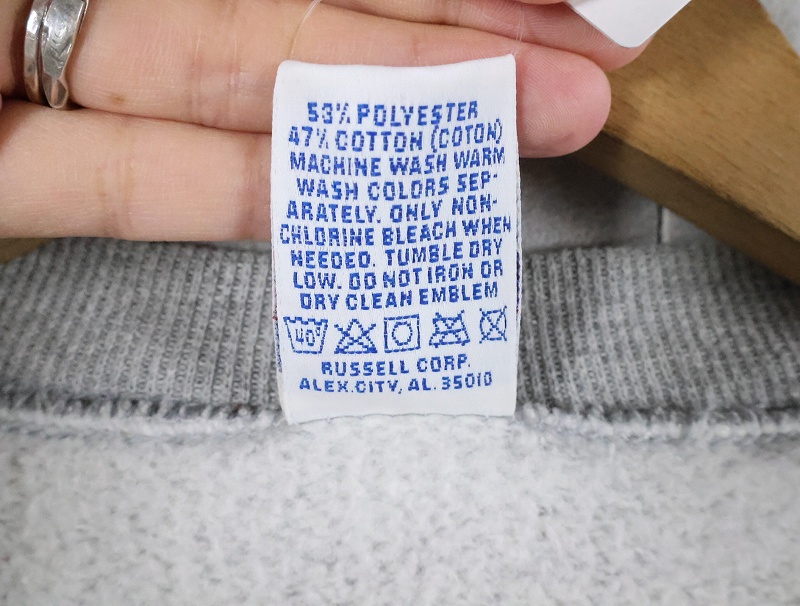 53% POLYESTER
47% COTTON (COTON)
MACHINE WASH WARM
WASH COLORS SEP-
ARATELY. ONLY NON-
CHLORINE BLEACH WHEN
NEEDED. TUMBLE DRY
LOW. DO NOT IRON OR
DRY CLEAN EMBLEM
40°
RUSSELL CORP.
ALEX.CITY, AL. 35010